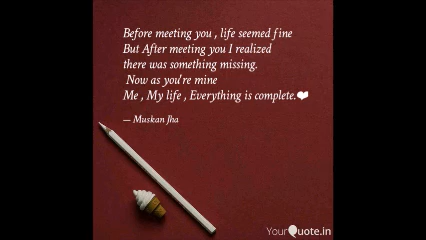 Before meeting you , life seemed fine
But After meeting you I realized
there was something missing.
Now as you're mine
Me , My life , Everything is complete.❤
— Muskan Jha
YourQuote.in